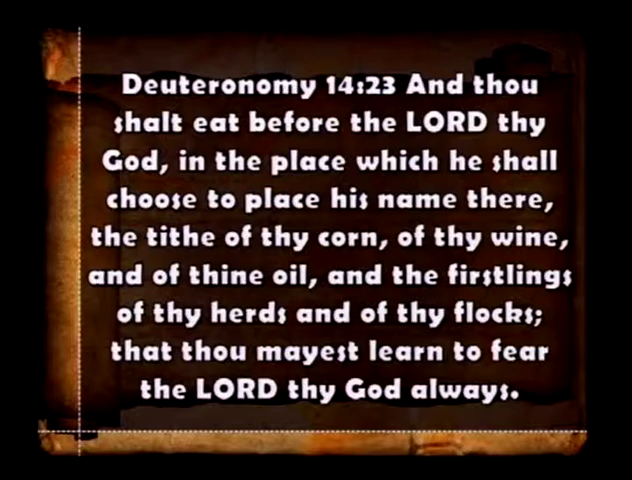 Deuteronomy 14:23 And thou
shalt eat before the LORD thy
God, in the place which he shall
choose to place his name there,
the tithe of thy corn, of thy wine,
and of thine oil, and the firstlings
of thy herds and of thy flocks;
that thou mayest learn to fear
the LORD thy God always.